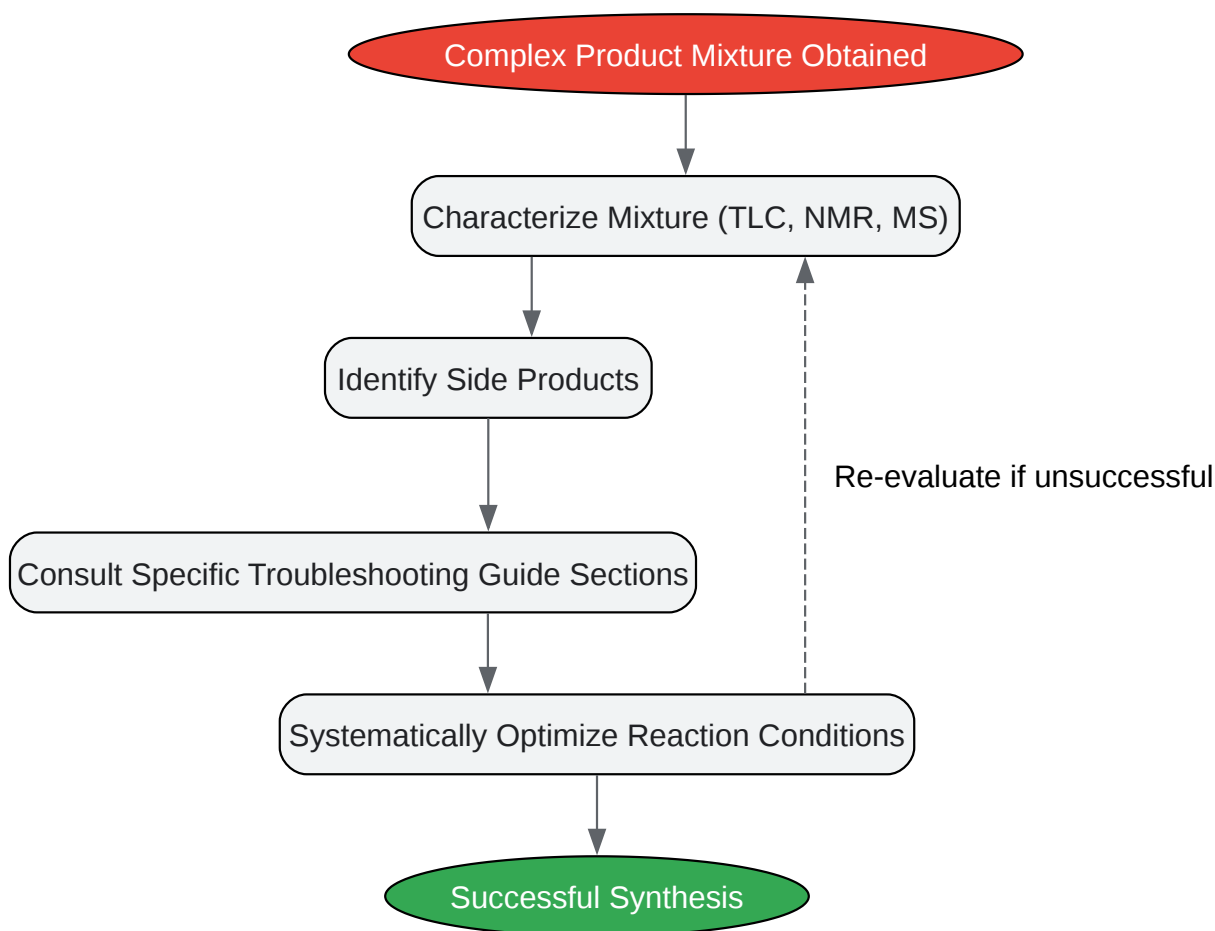 Complex Product Mixture Obtained
Characterize Mixture (TLC, NMR, MS)
Identify Side Products
Re-evaluate if unsuccessful
Consult Specific Troubleshooting Guide Sections
Systematically Optimize Reaction Conditions
Successful Synthesis